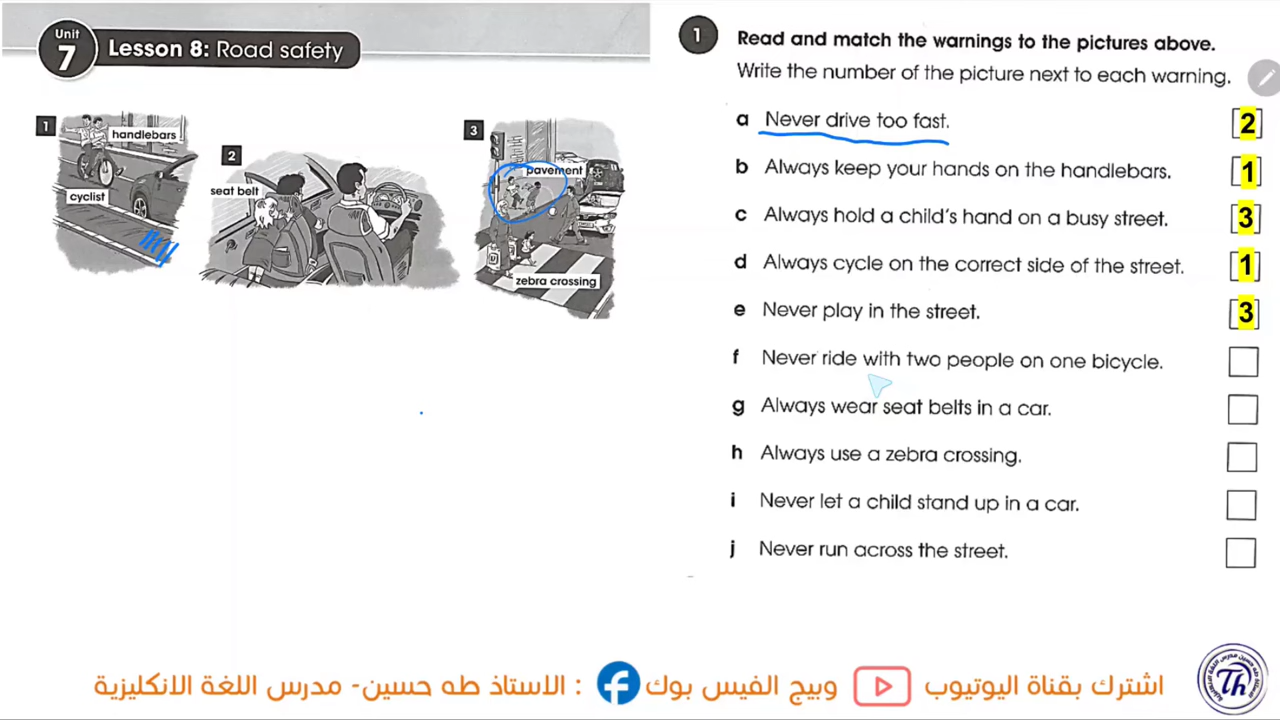 Unit
7
Lesson 8: Road safety
1
handlebars
cyclist
2
seat belt
3
pavement
zebra crossing
1
Read and match the warnings to the pictures above.
Write the number of the picture next to each warning.
a Never drive too fast. [2]
b Always keep your hands on the handlebars. [1]
c Always hold a child's hand on a busy street. [3]
d Always cycle on the correct side of the street. [1]
e Never play in the street. [3]
f Never ride with two people on one bicycle.
g Always wear seat belts in a car.
h Always use a zebra crossing.
i Never let a child stand up in a car.
j Never run across the street.
اشترك بقناة اليوتيوب وبيج الفيس بوك : الاستاذ طه حسين- مدرس اللغة الانكليزية
Th